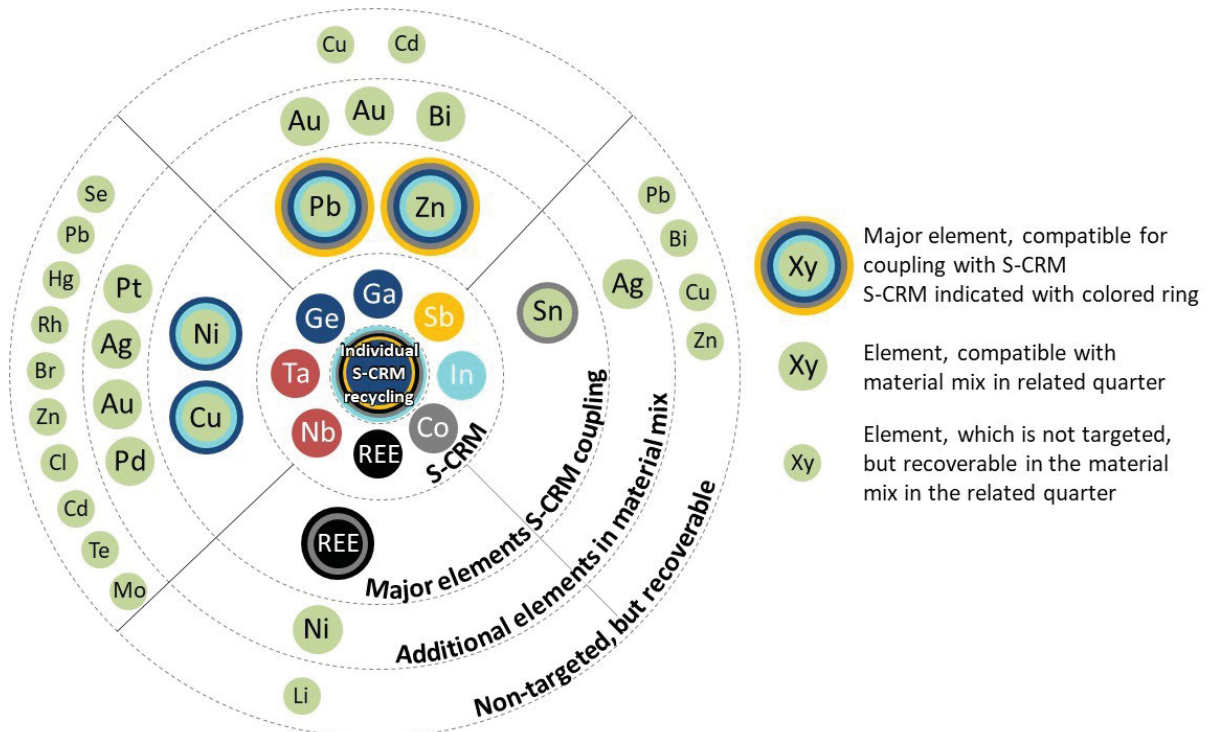 Cu
Cd
Au
Au
Bi
Pb
Zn
Se
Pb
Hg
Rh
Br
Zn
Cl
Cd
Te
Mo
Pt
Ag
Au
Pd
Ni
Cu
Ga
Ge
Sb
Ta
In
Nb
Co
REE
Individual
S-CRM
recycling
S-CRM
Sn
Ag
Pb
Bi
Cu
Zn
REE
Ni
Li
Major elements S-CRM coupling
Additional elements in material mix
Non-targeted, but recoverable
Xy
Major element, compatible for
coupling with S-CRM
S-CRM indicated with colored ring
Xy
Element, compatible with
material mix in related quarter
Xy
Element, which is not targeted,
but recoverable in the material
mix in the related quarter